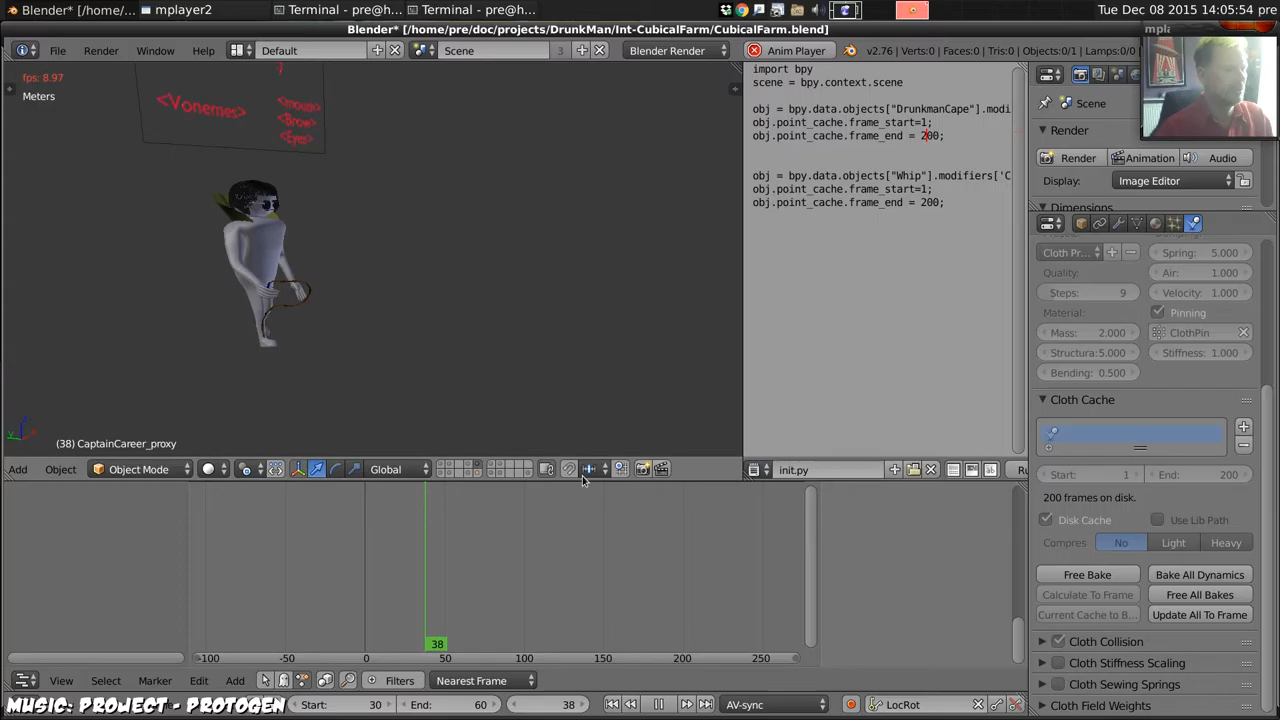 Blender* [/home/...
mplayer2
Terminal - pre@h...
Terminal - pre@h...
Tue Dec 08 2015 14:05:54 pre
Blender* [/home/pre/doc/projects/DrunkMan/Int-CubicalFarm/CubicalFarm.blend]
mpla
File
Render
Window
Help
Default
Scene
3
Blender Render
Anim Player
v2.76 | Verts:0 | Faces:0 | Tris:0 | Objects:0/1 | Lamps:0/0
fps: 8.97
Meters
<Vonemes>
<mouth>
<Brow>
<Eyes>
(38) CaptainCareer_proxy
import bpy
scene = bpy.context.scene
obj = bpy.data.objects["DrunkmanCape"].modi
obj.point_cache.frame_start=1;
obj.point_cache.frame_end = 200;
obj = bpy.data.objects["Whip"].modifiers['C
obj.point_cache.frame_start=1;
obj.point_cache.frame_end = 200;
Scene
Render
Render
Animation
Audio
Display:
Image Editor
Dimensions
Cloth Pr...
Spring: 5.000
Quality:
Air: 1.000
Steps: 9
Velocity: 1.000
Material:
Pinning
Mass: 2.000
ClothPin
Structura:5.000
Stiffness: 1.000
Bending: 0.500
Cloth Cache
Start: 1
End: 200
200 frames on disk.
Disk Cache
Use Lib Path
Compres
No
Light
Heavy
Free Bake
Bake All Dynamics
Calculate To Frame
Free All Bakes
Current Cache to B...
Update All To Frame
Cloth Collision
Cloth Stiffness Scaling
Cloth Sewing Springs
Cloth Field Weights
Add
Object
Object Mode
Global
init.py
Ru
38
-100
-50
0
50
100
150
200
250
View
Select
Marker
Edit
Add
Filters
Nearest Frame
MUSIC: PROJECT - PROTOGEN
Start: 30
End: 60
38
AV-sync
LocRot